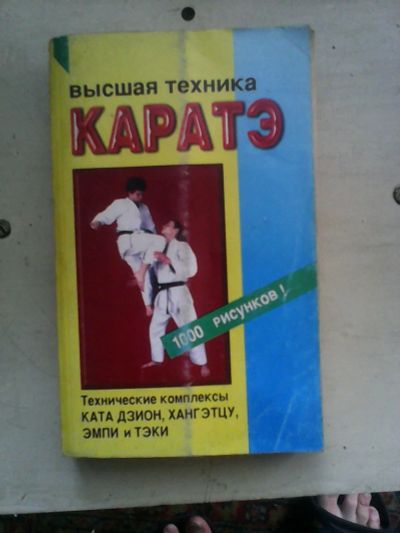 высшая техника
КАРАТЭ
1000 рисунков!
Технические комплексы
КАТА ДЗИОН, ХАНГЭТЦУ,
ЭМПИ и ТЭКИ